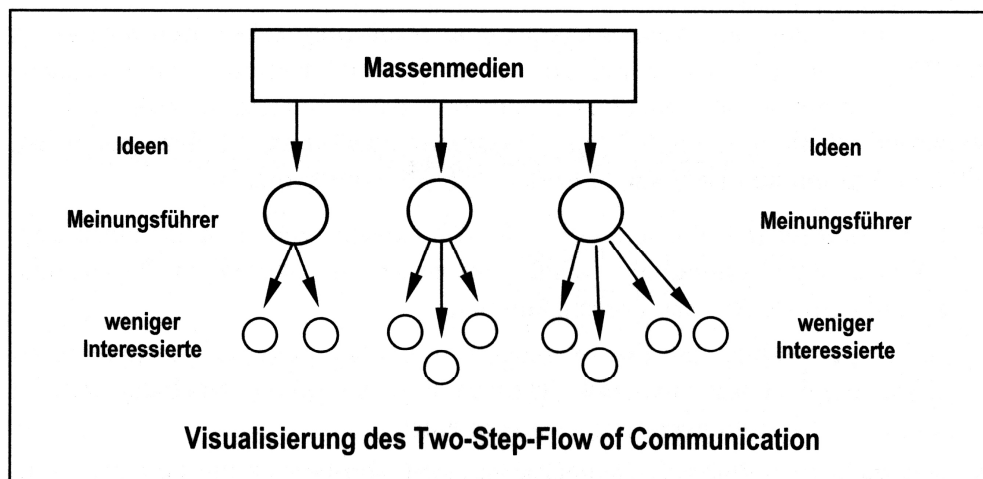 Massenmedien
Ideen
Ideen
Meinungsführer
Meinungsführer
weniger
Interessierte
weniger
Interessierte
Visualisierung des Two-Step-Flow of Communication